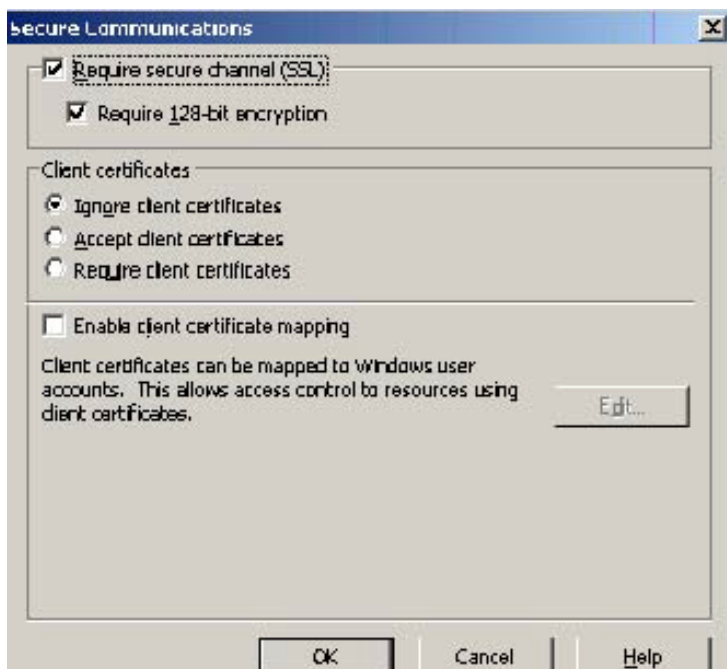 Secure Communications
Require secure channel (SSL)
Require 128-bit encryption
Client certificates
Ignore client certificates
Accept client certificates
Require client certificates
Enable client certificate mapping
Client certificates can be mapped to Windows user
accounts.  This allows access control to resources using
client certificates.
Edit...
OK
Cancel
Help